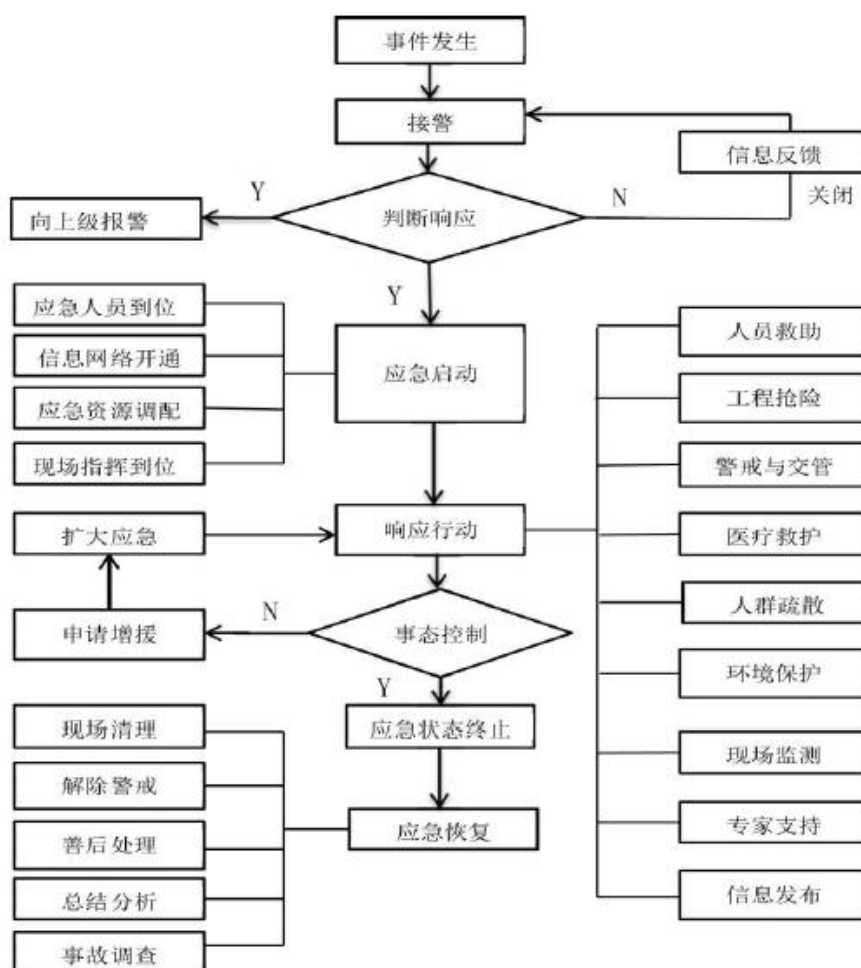 事件发生
接警
信息反馈
关闭
Y
N
向上级报警
判断响应
Y
应急人员到位
信息网络开通
应急资源调配
现场指挥到位
应急启动
人员救助
工程抢险
警戒与交管
医疗救护
人群疏散
环境保护
现场监测
专家支持
信息发布
扩大应急
响应行动
申请增援
N
事态控制
Y
应急状态终止
应急恢复
现场清理
解除警戒
善后处理
总结分析
事故调查